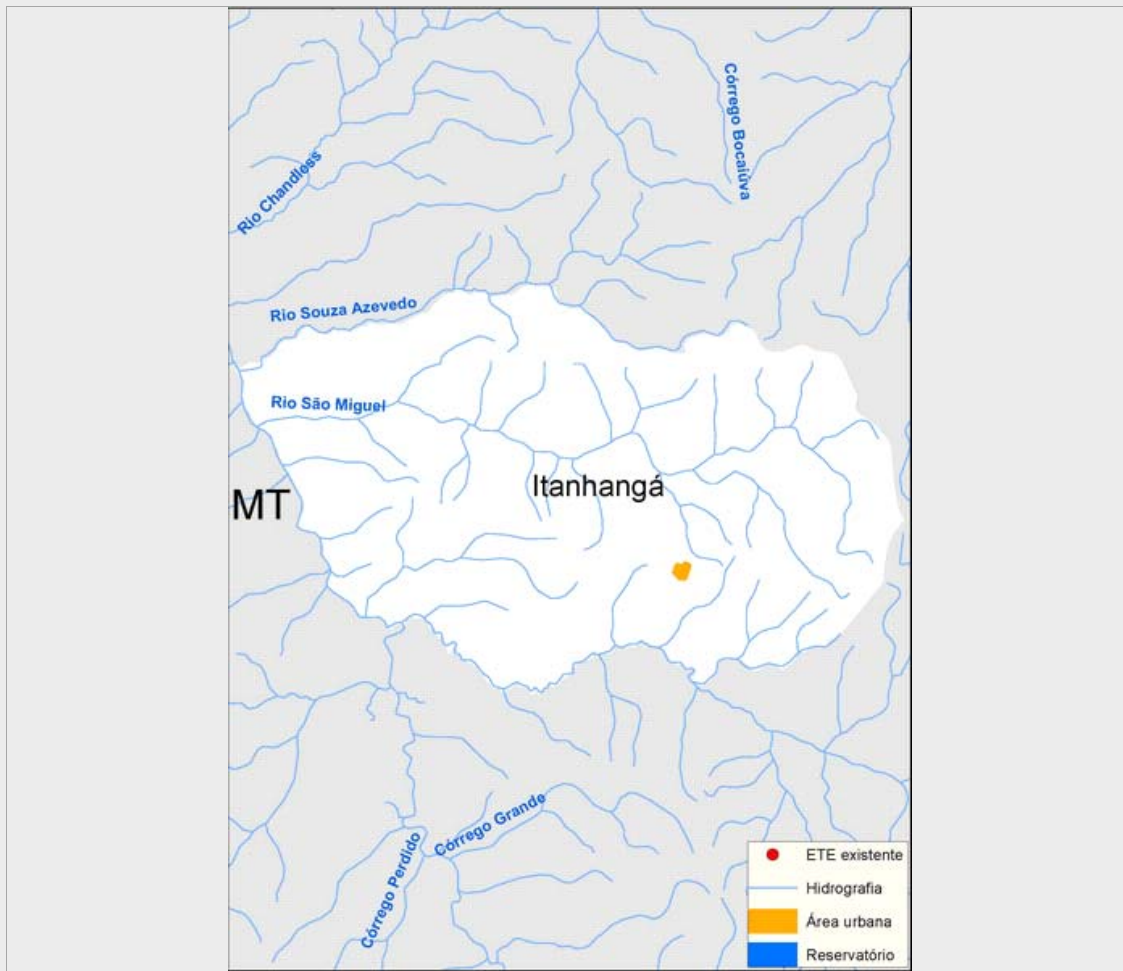 Córrego Bocaiúva
Rio Chandless
Rio Souza Azevedo
Rio São Miguel
Itanhangá
MT
Córrego Grande
Córrego Perdido
ETE existente
Hidrografia
Área urbana
Reservatório